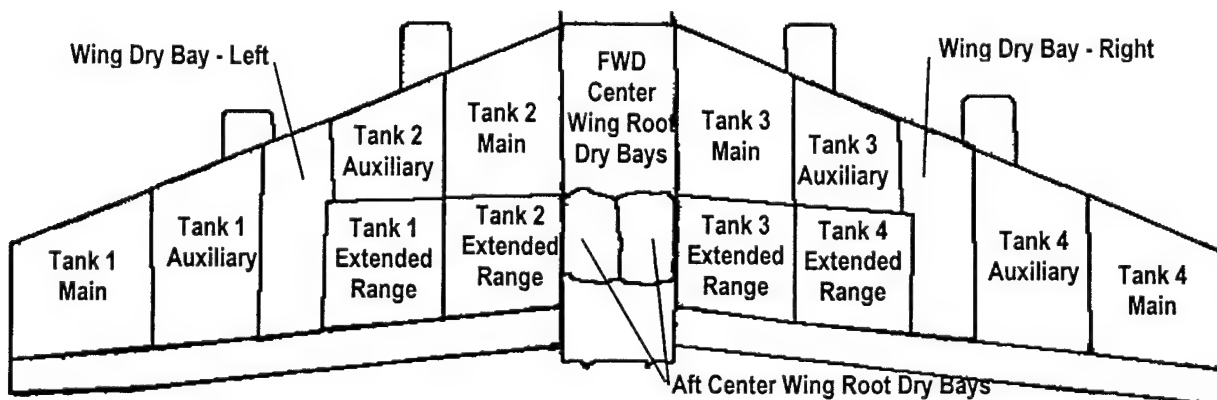 Wing Dry Bay - Left
Wing Dry Bay - Right
FWD
Center
Wing Root
Dry Bays
Tank 2
Main
Tank 2
Auxiliary
Tank 3
Main
Tank 3
Auxiliary
Tank 1
Main
Tank 1
Auxiliary
Tank 1
Extended
Range
Tank 2
Extended
Range
Tank 3
Extended
Range
Tank 4
Extended
Range
Tank 4
Auxiliary
Tank 4
Main
Aft Center Wing Root Dry Bays